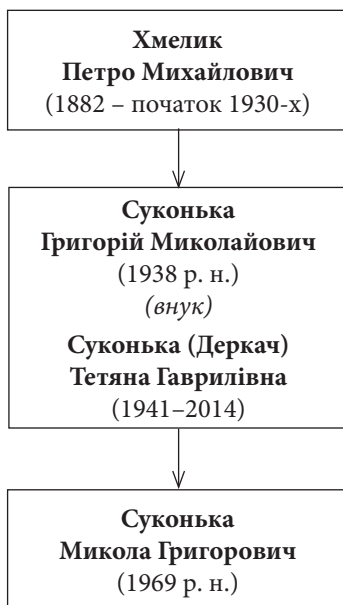 Хмелик
Петро Михайлович
(1882 – початок 1930-х)
Суконька
Григорій Миколайович
(1938 р. н.)
(внук)
Суконька (Деркач)
Тетяна Гаврилівна
(1941–2014)
Суконька
Микола Григорович
(1969 р. н.)